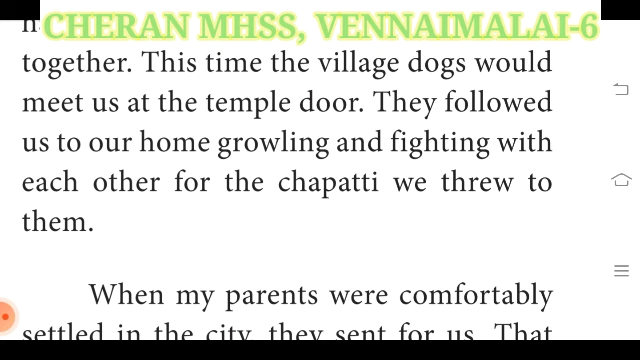 CHERAN MHSS, VENNAIMALAI-6
together. This time the village dogs would
meet us at the temple door. They followed
us to our home growling and fighting with
each other for the chapatti we threw to
them.
When my parents were comfortably
settled in the city, they sent for us. That